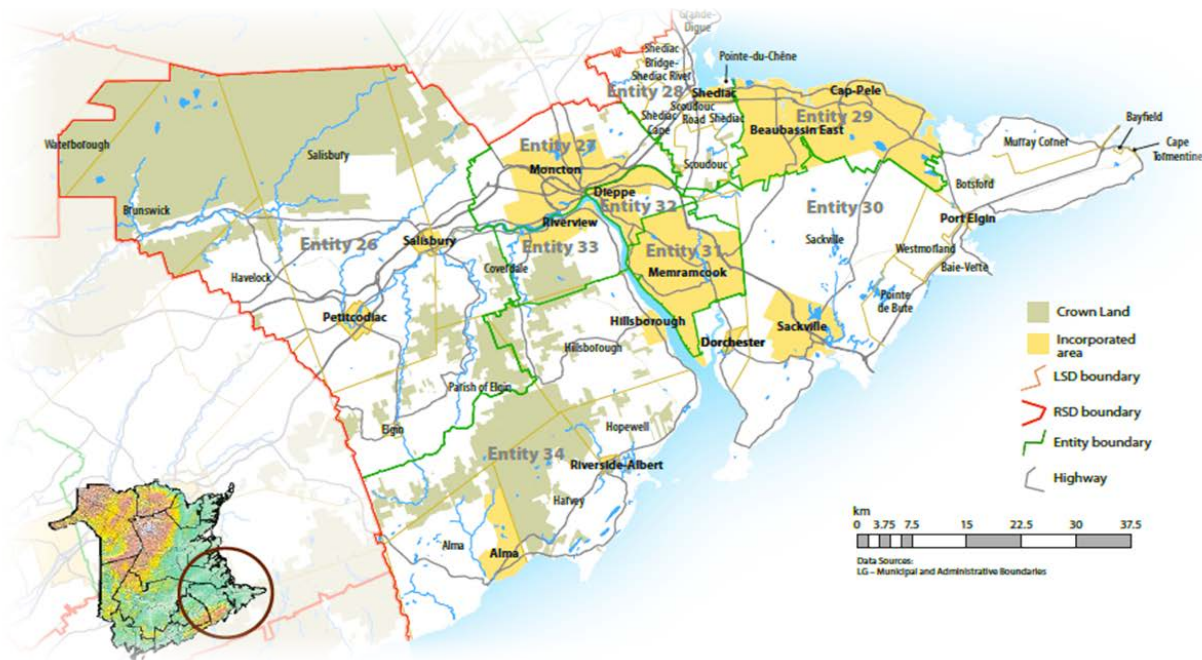 Grande-
Digue
Shediac
Bridge-
Shediac River
Pointe-du-Chêne
Entity 28
Shediac
Cap-Pele
Scoudouc
Road
Shediac
Entity 29
Bayfield
Shediac
Cape
Beaubassin East
Murray Corner
Cape
Tormentine
Waterborough
Salisbury
Entity 27
Moncton
Scoudouc
Botsford
Dieppe
Brunswick
Entity 32
Entity 30
Port Elgin
Riverview
Salisbury
Entity 26
Entity 33
Entity 31
Sackville
Westmorland
Havelock
Coverdale
Memramcook
Baie-Verte
Pointe
de Bute
Petitcodiac
Hillsborough
Sackville
Dorchester
Hillsborough
Parish of Elgin
Elgin
Hopewell
Entity 34
Riverside-Albert
Harvey
Alma
Alma
Crown Land
Incorporated
area
LSD boundary
RSD boundary
Entity boundary
Highway
km
0 3.75 7.5 15 22.5 30 37.5
Data Sources:
LG – Municipal and Administrative Boundaries